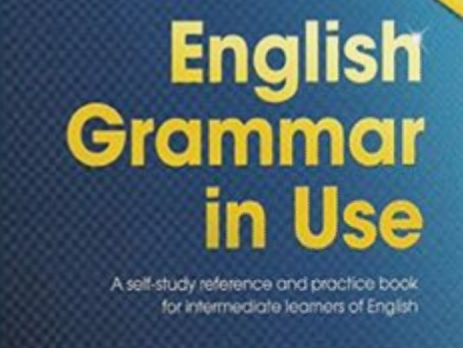 English
Grammar
in Use
A self-study reference and practice book
for intermediate learners of English